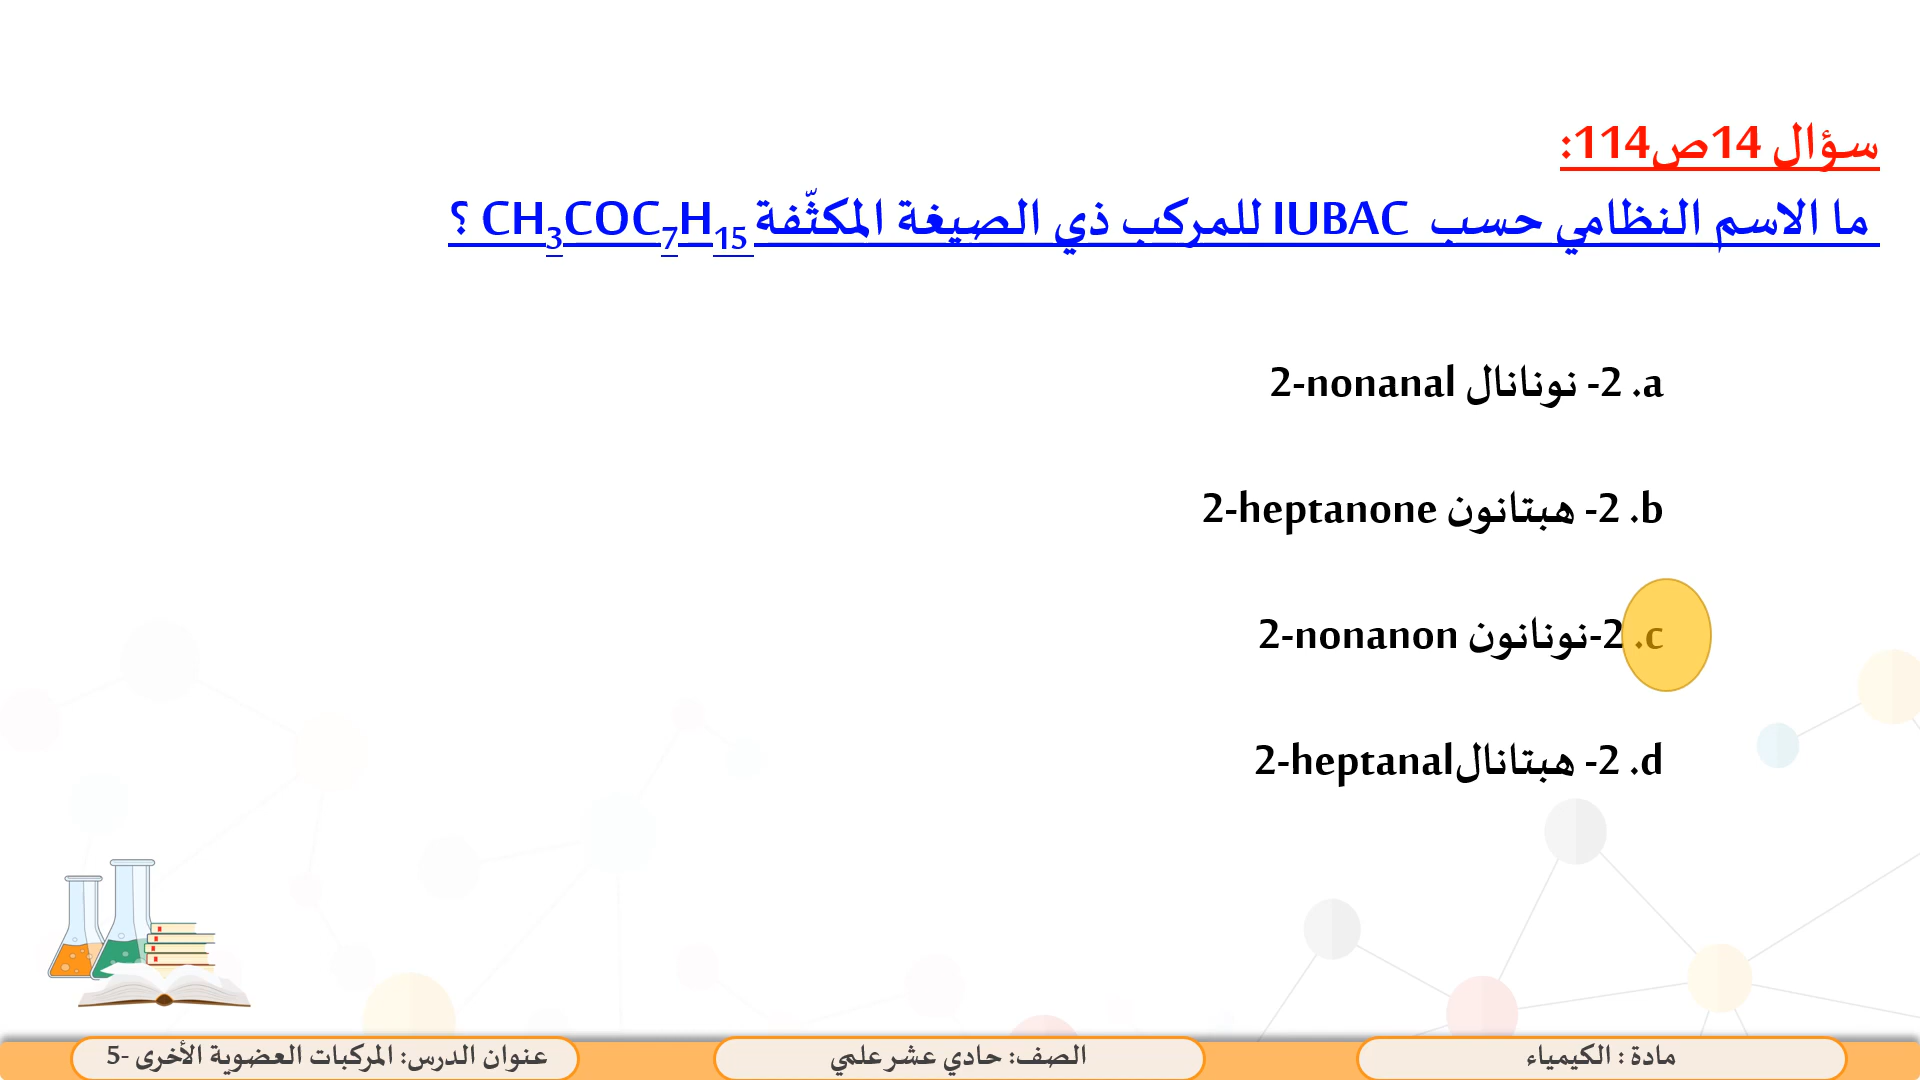 سؤال 14ص114:
ما الاسم النظامي حسب IUBAC للمركب ذي الصيغة المكثّفة CH₃COC₇H₁₅ ؟
a. 2- نونانال 2-nonanal
b. 2- هبتانون 2-heptanone
c. 2-نونانون 2-nonanon
d. 2- هبتانال2-heptanal
مادة : الكيمياء
الصف: حادي عشر علمي
عنوان الدرس: المركبات العضوية الأخرى -5